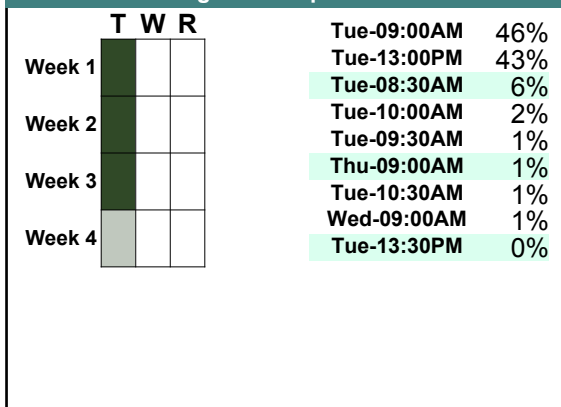 T W R
Week 1
Week 2
Week 3
Week 4
Tue-09:00AM 46%
Tue-13:00PM 43%
Tue-08:30AM 6%
Tue-10:00AM 2%
Tue-09:30AM 1%
Thu-09:00AM 1%
Tue-10:30AM 1%
Wed-09:00AM 1%
Tue-13:30PM 0%